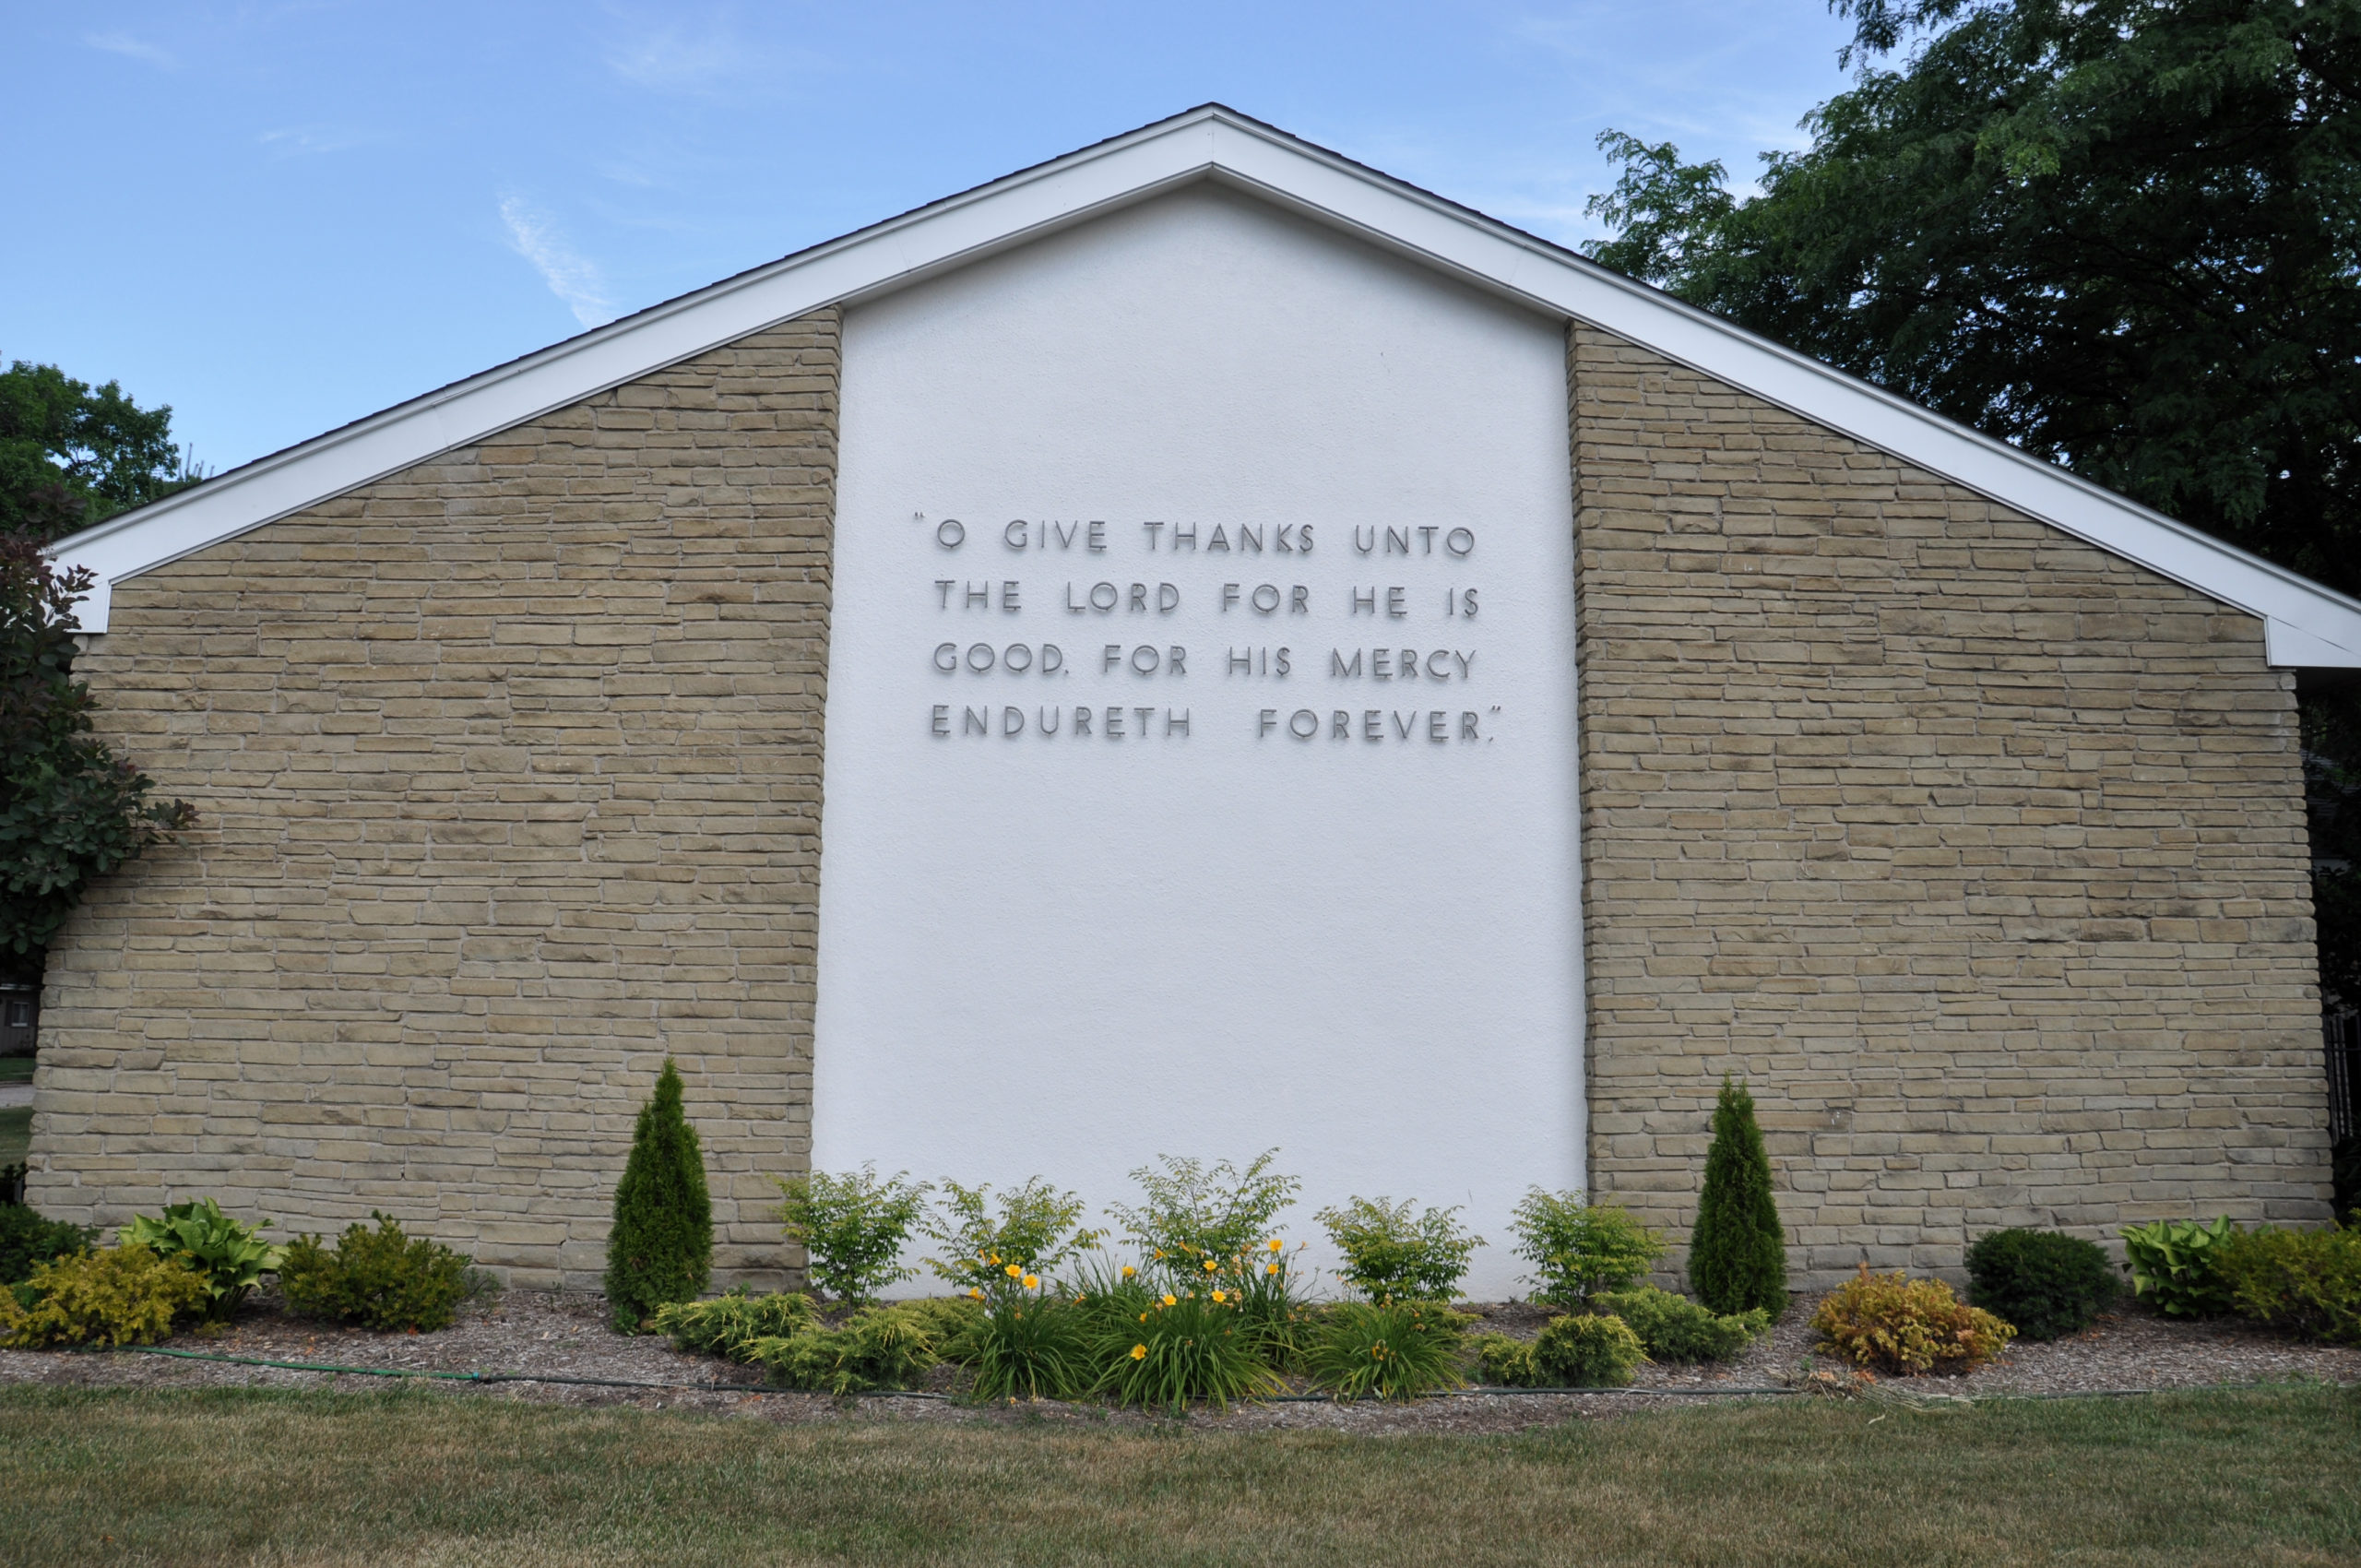 "O GIVE THANKS UNTO
THE LORD FOR HE IS
GOOD. FOR HIS MERCY
ENDURETH FOREVER."